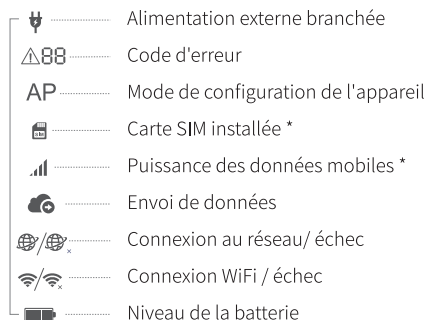 Alimentation externe branchée
88 Code d'erreur
AP Mode de configuration de l'appareil
Carte SIM installée *
Puissance des données mobiles *
Envoi de données
Connexion au réseau/ échec
Connexion WiFi / échec
Niveau de la batterie